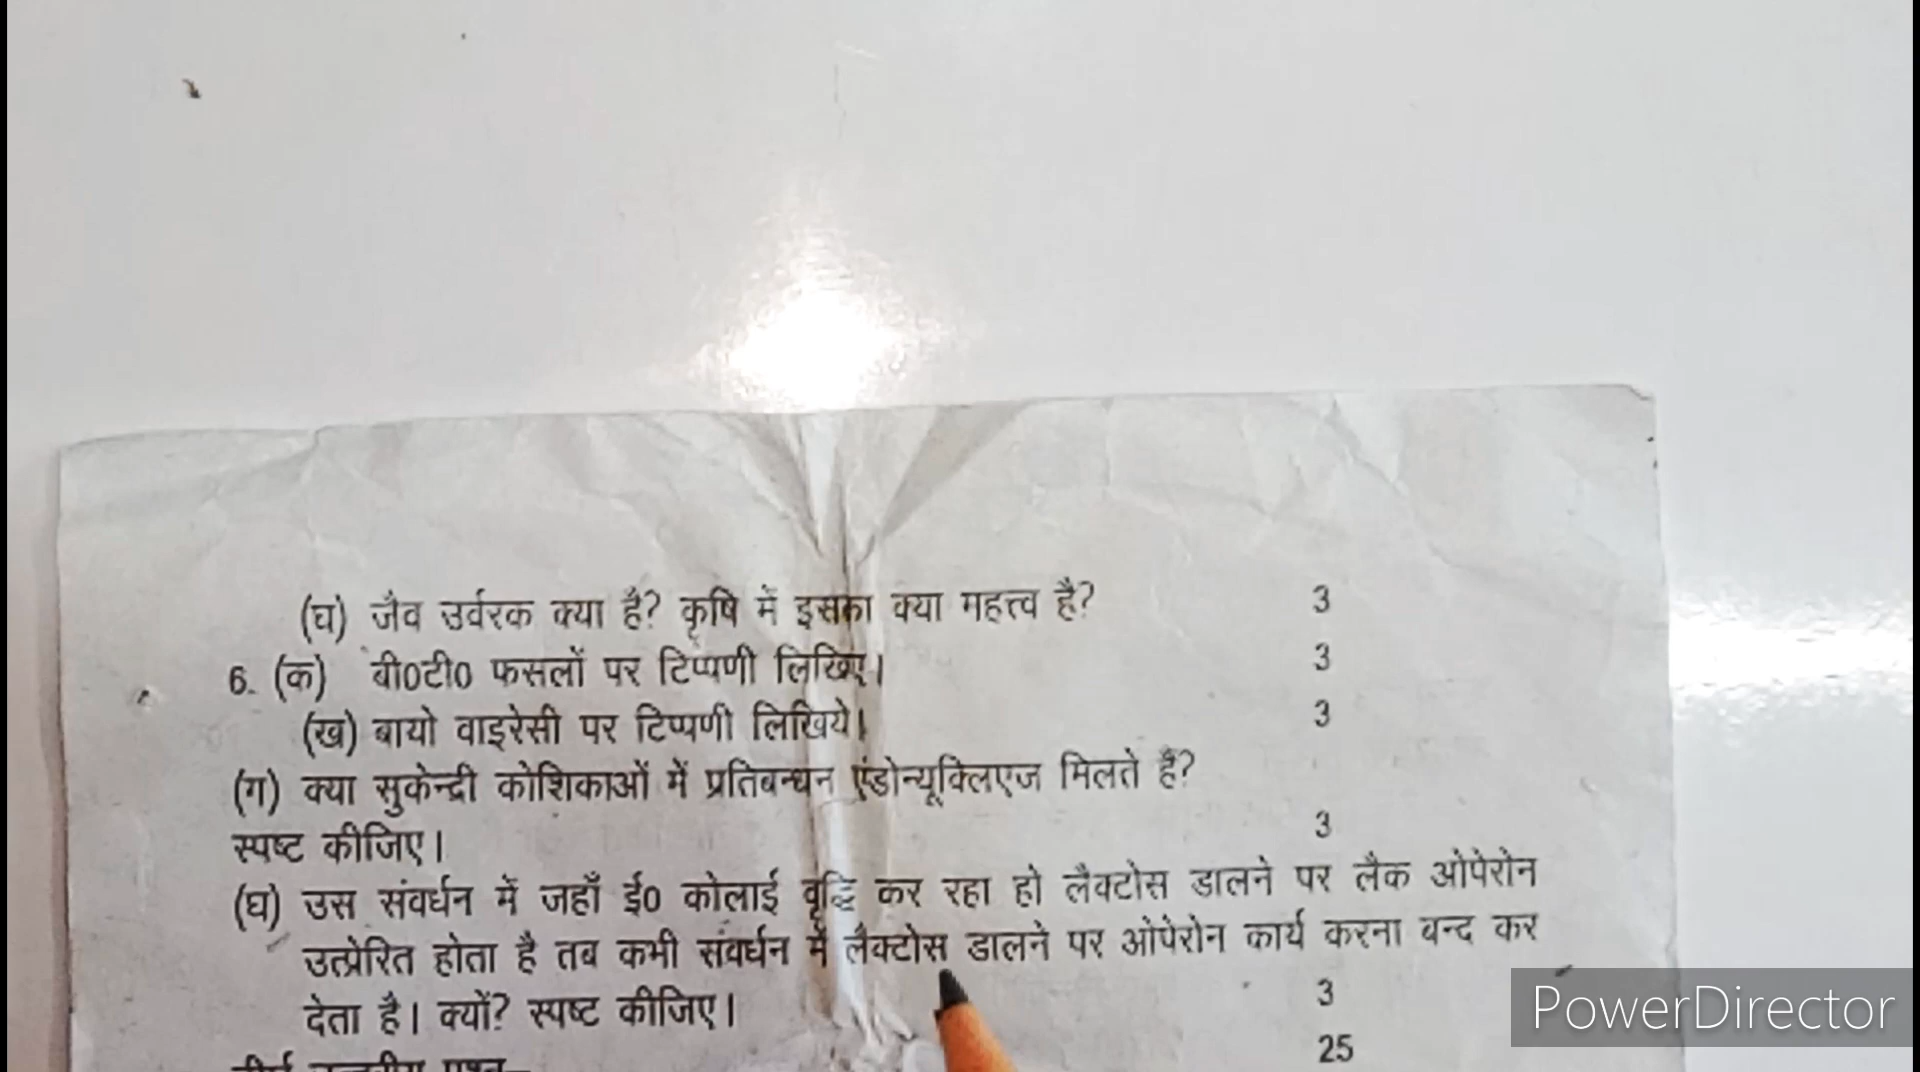 (घ) जैव उर्वरक क्या है? कृषि में इसका क्या महत्त्व है? 3
6. (क) बी0टी0 फसलों पर टिप्पणी लिखिए। 3
(ख) बायो वाइरेसी पर टिप्पणी लिखिये। 3
(ग) क्या सुकेन्द्री कोशिकाओं में प्रतिबन्धन एंडोन्यूक्लिएज मिलते हैं?
स्पष्ट कीजिए। 3
(घ) उस संवर्धन में जहाँ ई0 कोलाई वृद्धि कर रहा हो लैक्टोस डालने पर लैक ओपेरोन
उत्प्रेरित होता है तब कभी संवर्धन में लैक्टोस डालने पर ओपेरोन कार्य करना बन्द कर
देता है। क्यों? स्पष्ट कीजिए। 3
25
PowerDirector